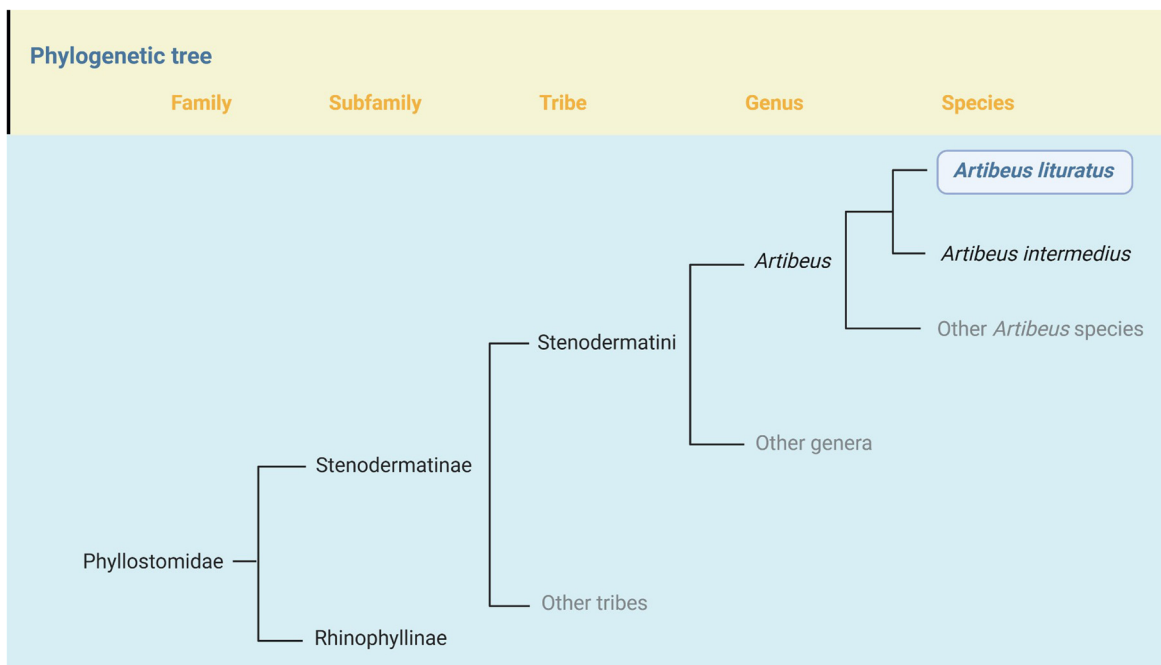 Phylogenetic tree
Family Subfamily Tribe Genus Species
Artibeus lituratus
Artibeus intermedius
Artibeus
Other Artibeus species
Stenodermatini
Other genera
Stenodermatinae
Phyllostomidae
Other tribes
Rhinophyllinae